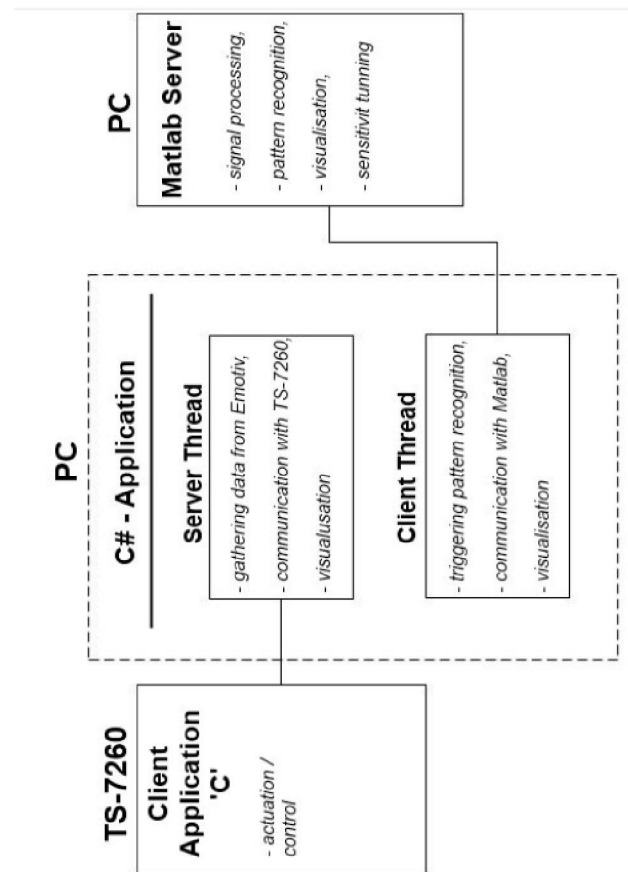 TS-7260
Client
Application
'C'
- actuation /
control
PC
C# - Application
Server Thread
- gathering data from Emotiv,
- communication with TS-7260,
- visualusation
Client Thread
- triggering pattern recognition,
- communication with Matlab,
- visualisation
PC
Matlab Server
- signal processing,
- pattern recognition,
- visualisation,
- sensitivit tunning